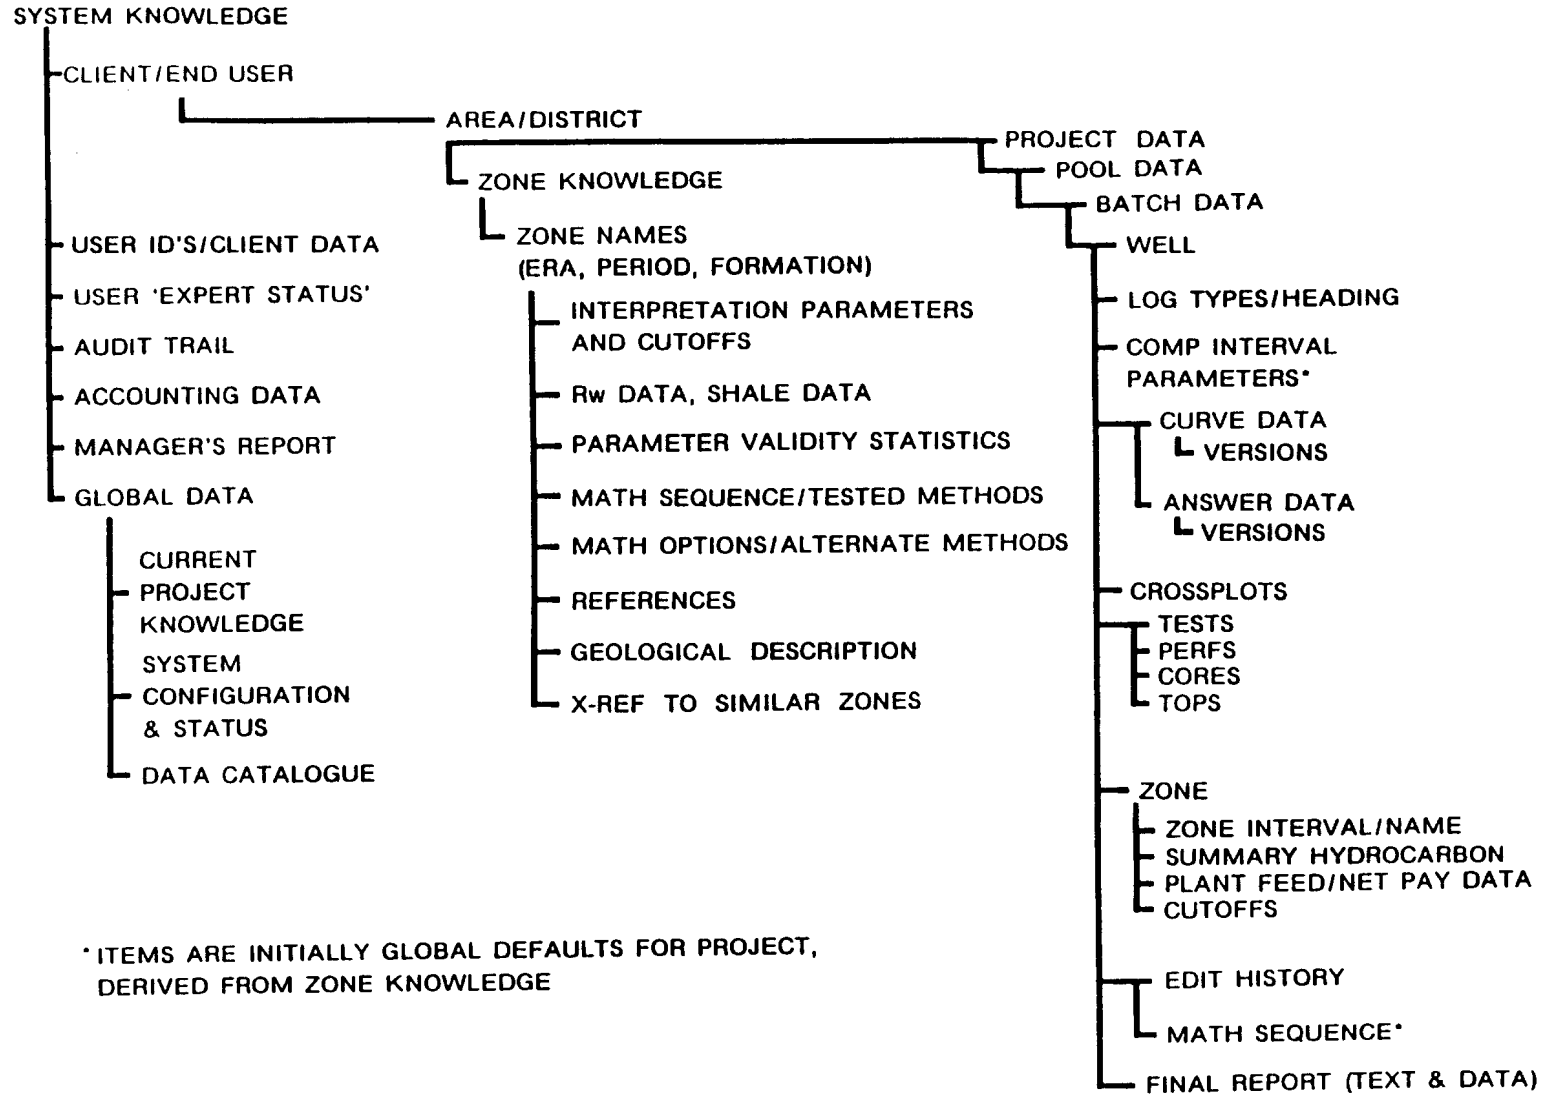 SYSTEM KNOWLEDGE
CLIENT/END USER
AREA/DISTRICT
USER ID'S/CLIENT DATA
USER 'EXPERT STATUS'
AUDIT TRAIL
ACCOUNTING DATA
MANAGER'S REPORT
GLOBAL DATA
CURRENT
PROJECT
KNOWLEDGE
SYSTEM
CONFIGURATION
& STATUS
DATA CATALOGUE
ZONE KNOWLEDGE
ZONE NAMES
(ERA, PERIOD, FORMATION)
INTERPRETATION PARAMETERS
AND CUTOFFS
Rw DATA, SHALE DATA
PARAMETER VALIDITY STATISTICS
MATH SEQUENCE/TESTED METHODS
MATH OPTIONS/ALTERNATE METHODS
REFERENCES
GEOLOGICAL DESCRIPTION
X-REF TO SIMILAR ZONES
PROJECT DATA
POOL DATA
BATCH DATA
WELL
LOG TYPES/HEADING
COMP INTERVAL
PARAMETERS*
CURVE DATA
VERSIONS
ANSWER DATA
VERSIONS
CROSSPLOTS
TESTS
PERFS
CORES
TOPS
ZONE
ZONE INTERVAL/NAME
SUMMARY HYDROCARBON
PLANT FEED/NET PAY DATA
CUTOFFS
EDIT HISTORY
MATH SEQUENCE*
FINAL REPORT (TEXT & DATA)
* ITEMS ARE INITIALLY GLOBAL DEFAULTS FOR PROJECT,
DERIVED FROM ZONE KNOWLEDGE